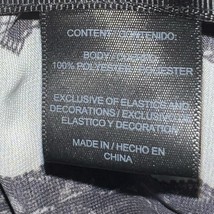 CONTENT: CONTENIDO:
BODY / CUERPO:
100% POLYESTER / POLIESTER
EXCLUSIVE OF ELASTICS AND
DECORATIONS / EXCLUSIVO DE
ELASTICO Y DECORACION
MADE IN / HECHO EN
CHINA